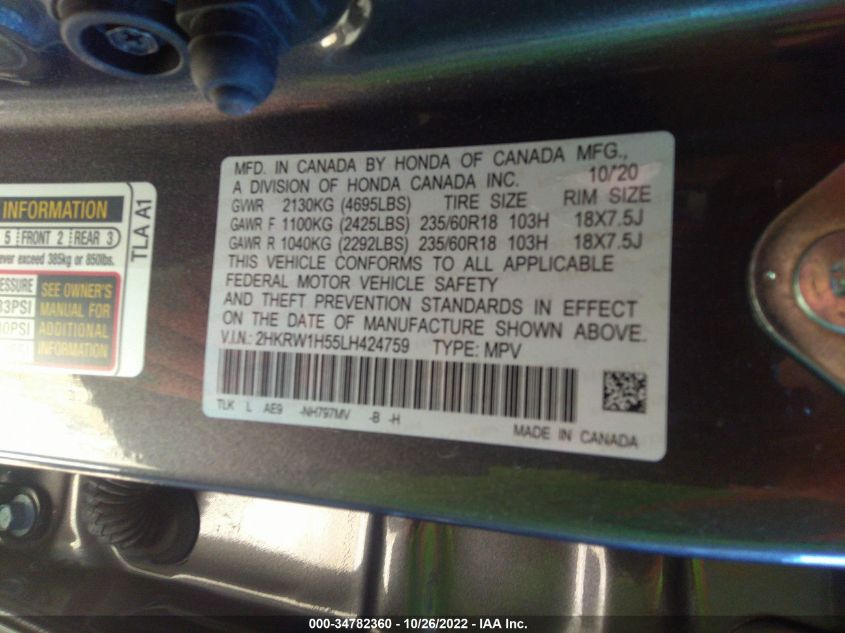 MFD. IN CANADA BY HONDA OF CANADA MFG.,
A DIVISION OF HONDA CANADA INC. 10/'20
GVWR 2130KG (4695LBS) TIRE SIZE RIM SIZE
GAWR F 1100KG (2425LBS) 235/60R18 103H 18X7.5J
GAWR R 1040KG (2292LBS) 235/60R18 103H 18X7.5J
THIS VEHICLE CONFORMS TO ALL APPLICABLE
FEDERAL MOTOR VEHICLE SAFETY
AND THEFT PREVENTION STANDARDS IN EFFECT
ON THE DATE OF MANUFACTURE SHOWN ABOVE.
V.I.N.: 2HKRW1H55LH424759 TYPE: MPV
TLK L AE9 -NH797MV -B -H
MADE IN CANADA
INFORMATION
5 FRONT 2 REAR 3
ever exceed 385kg or 850lbs.
TLA A1
ESSURE SEE OWNER'S
33PSI MANUAL FOR
0PSI ADDITIONAL
INFORMATION
000-34782360 - 10/26/2022 - IAA Inc.